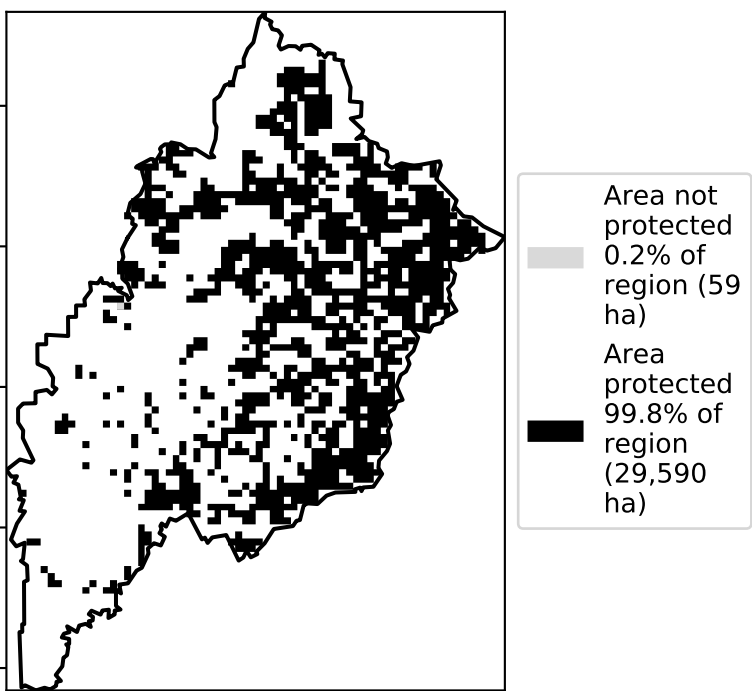 Area not
protected
0.2% of
region (59
ha)
Area
protected
99.8% of
region
(29,590
ha)